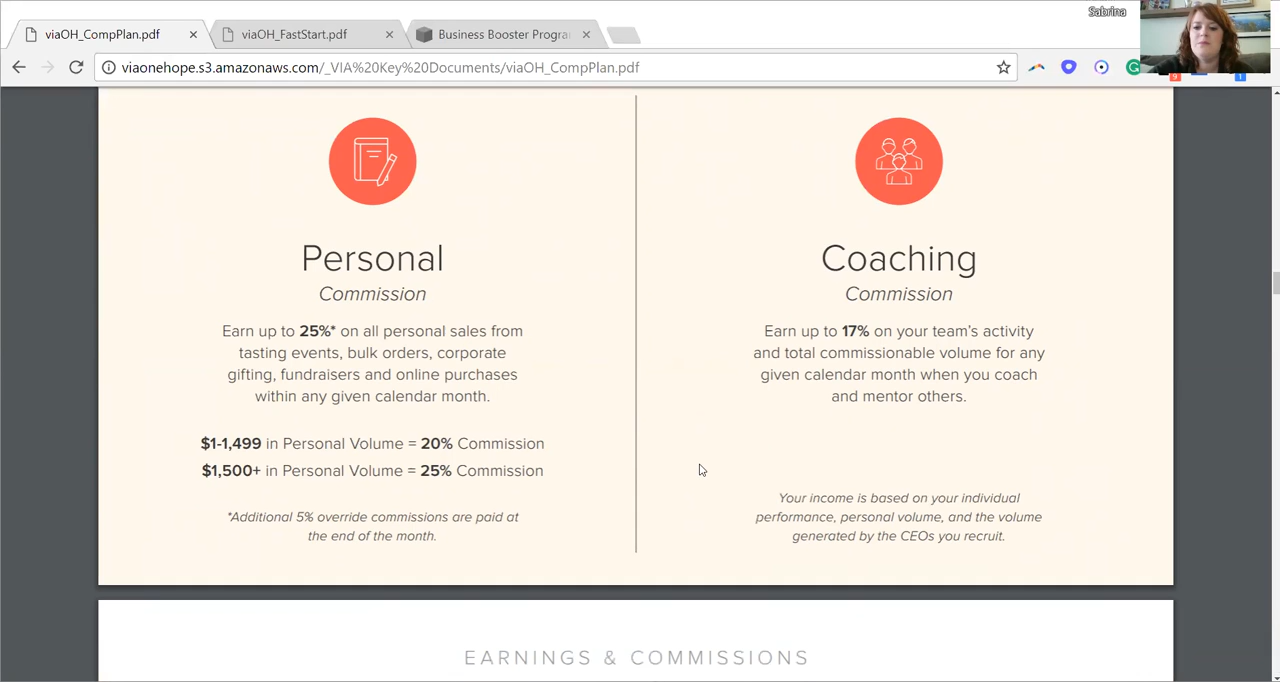 Sabrina
viaOH_CompPlan.pdf
viaOH_FastStart.pdf
Business Booster Progra
viaonehope.s3.amazonaws.com/_VIA%20Key%20Documents/viaOH_CompPlan.pdf
Personal
Commission
Earn up to 25%* on all personal sales from
tasting events, bulk orders, corporate
gifting, fundraisers and online purchases
within any given calendar month.
$1-1,499 in Personal Volume = 20% Commission
$1,500+ in Personal Volume = 25% Commission
*Additional 5% override commissions are paid at
the end of the month.
Coaching
Commission
Earn up to 17% on your team's activity
and total commissionable volume for any
given calendar month when you coach
and mentor others.
Your income is based on your individual
performance, personal volume, and the volume
generated by the CEOs you recruit.
EARNINGS & COMMISSIONS